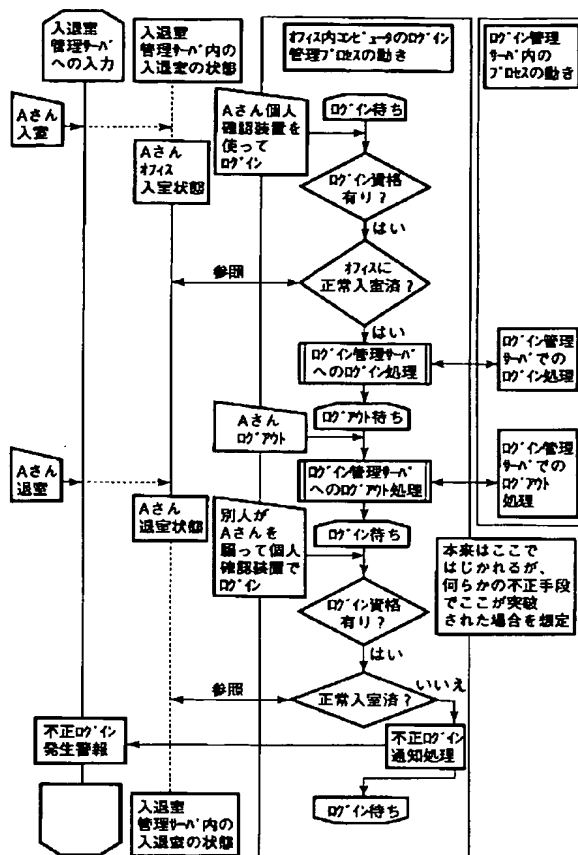 入退室
管理ｻｰﾊﾞ
への入力
入退室
管理ｻｰﾊﾞ内の
入退室の状態
ｵﾌｨｽ内ｺﾝﾋﾟｭｰﾀのﾛｸﾞｲﾝ
管理ﾌﾟﾛｾｽの動き
ﾛｸﾞｲﾝ管理
ｻｰﾊﾞ内の
ﾌﾟﾛｾｽの動き
Aさん
入室
Aさん個人
確認装置を
使って
ﾛｸﾞｲﾝ
ﾛｸﾞｲﾝ待ち
Aさん
ｵﾌｨｽ
入室状態
ﾛｸﾞｲﾝ資格
有り？
はい
参照
ｵﾌｨｽに
正常入室済？
はい
ﾛｸﾞｲﾝ管理ｻｰﾊﾞ
へのﾛｸﾞｲﾝ処理
ﾛｸﾞｲﾝ管理
ｻｰﾊﾞでの
ﾛｸﾞｲﾝ処理
Aさん
ﾛｸﾞｱｳﾄ
ﾛｸﾞｱｳﾄ待ち
Aさん
退室
ﾛｸﾞｲﾝ管理ｻｰﾊﾞ
へのﾛｸﾞｱｳﾄ処理
ﾛｸﾞｲﾝ管理
ｻｰﾊﾞでの
ﾛｸﾞｱｳﾄ
処理
Aさん
退室状態
別人が
Aさんを
騙って個人
確認装置で
ﾛｸﾞｲﾝ
ﾛｸﾞｲﾝ待ち
本来はここで
はじかれるが、
何らかの不正手段
でここが突破
された場合を想定
ﾛｸﾞｲﾝ資格
有り？
はい
参照
正常入室済？
いいえ
不正ﾛｸﾞｲﾝ
発生警報
不正ﾛｸﾞｲﾝ
通知処理
ﾛｸﾞｲﾝ待ち
入退室
管理ｻｰﾊﾞ内の
入退室の状態